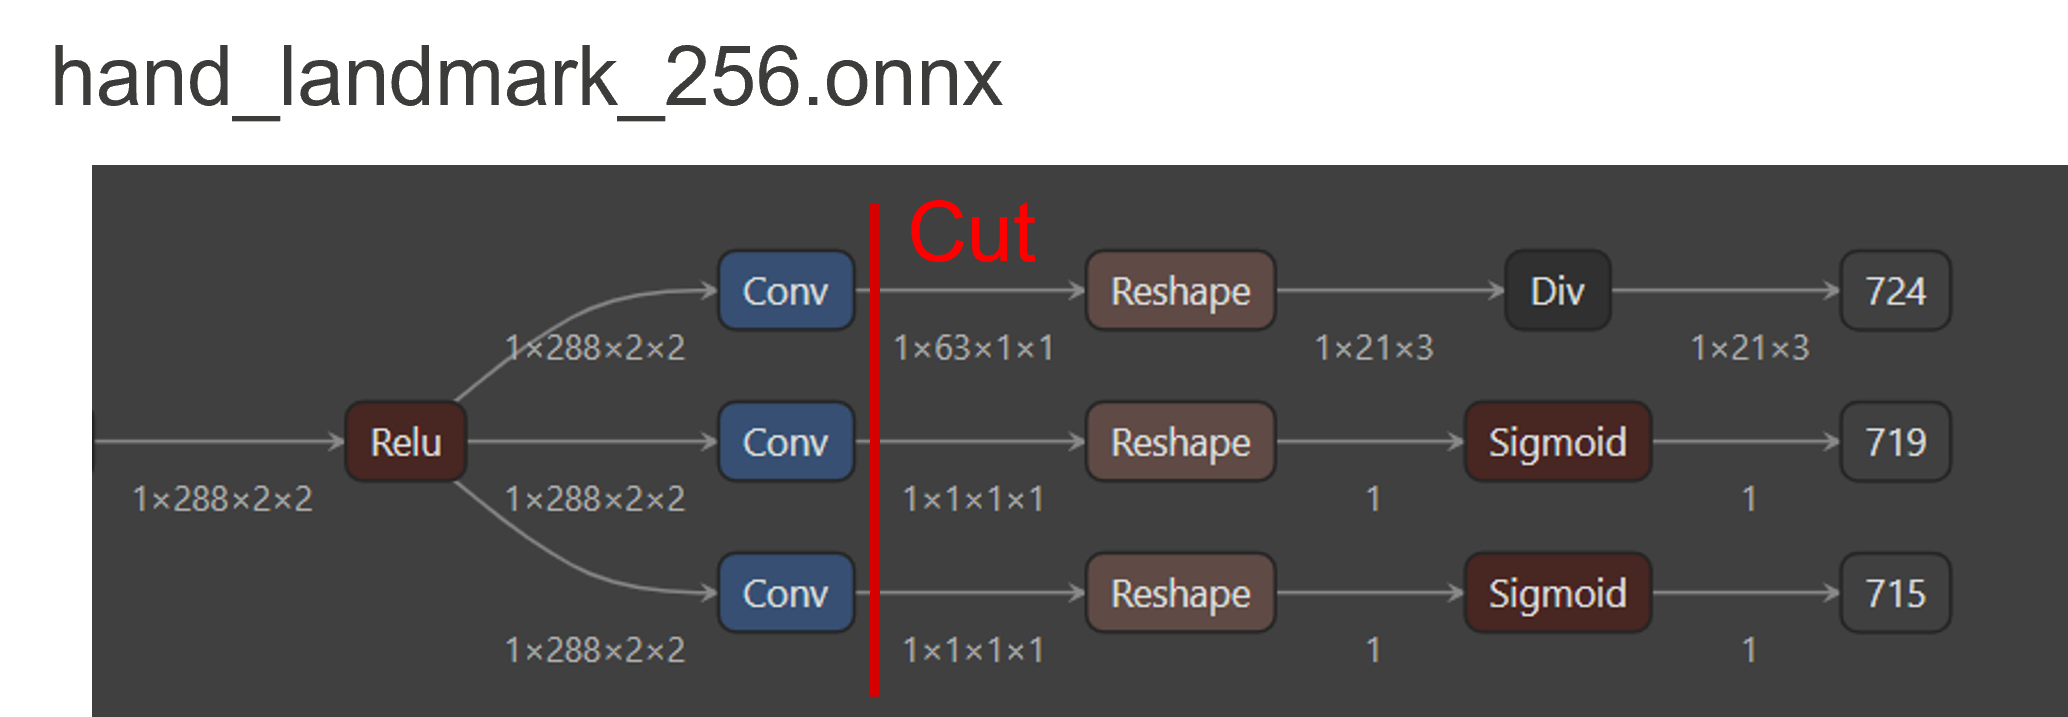 hand_landmark_256.onnx
Cut
Conv Reshape Div 724
1×288×2×2 1×63×1×1 1×21×3 1×21×3
Relu Conv Reshape Sigmoid 719
1×288×2×2 1×288×2×2 1×1×1×1 1 1
Conv Reshape Sigmoid 715
1×288×2×2 1×1×1×1 1 1